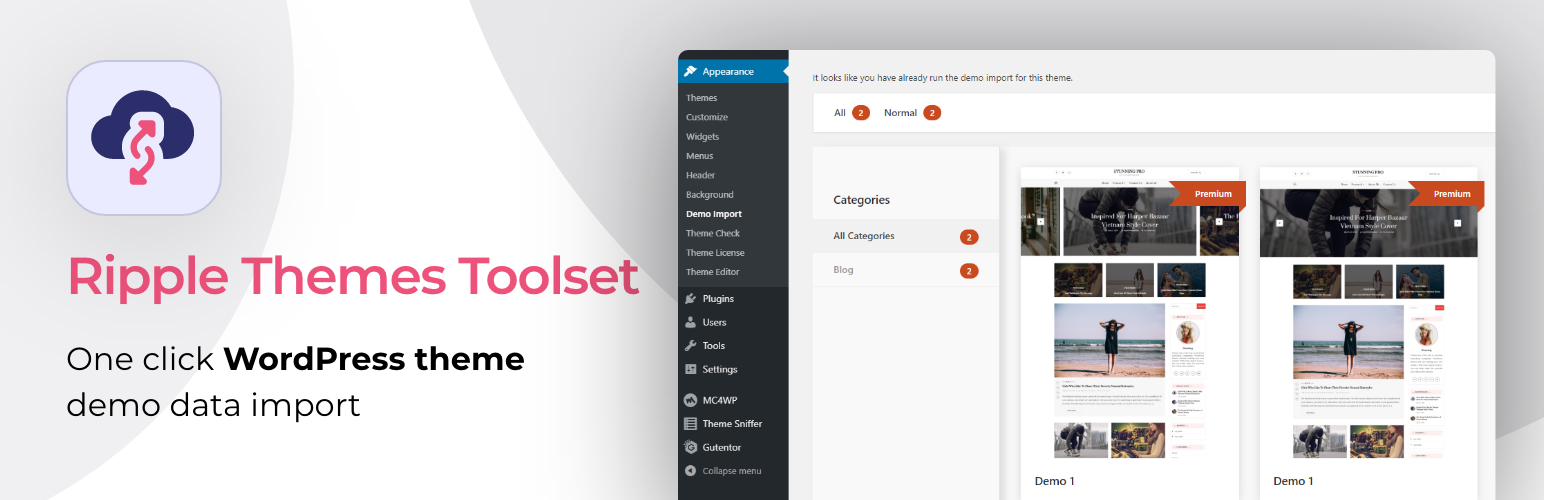 Ripple Themes Toolset
One click WordPress theme
demo data import
Appearance
Themes
Customize
Widgets
Menus
Header
Background
Demo Import
Theme Check
Theme License
Theme Editor
Plugins
Users
Tools
Settings
MC4WP
Theme Sniffer
Gutentor
Collapse menu
It looks like you have already run the demo import for this theme.
All 2 Normal 2
Categories
All Categories 2
Blog 2
STUNNING PRO
Premium
Inspired For Harper Bazaar
Vietnam Style Cover
Demo 1
STUNNING PRO
Premium
Inspired For Harper Bazaar
Vietnam Style Cover
Demo 1